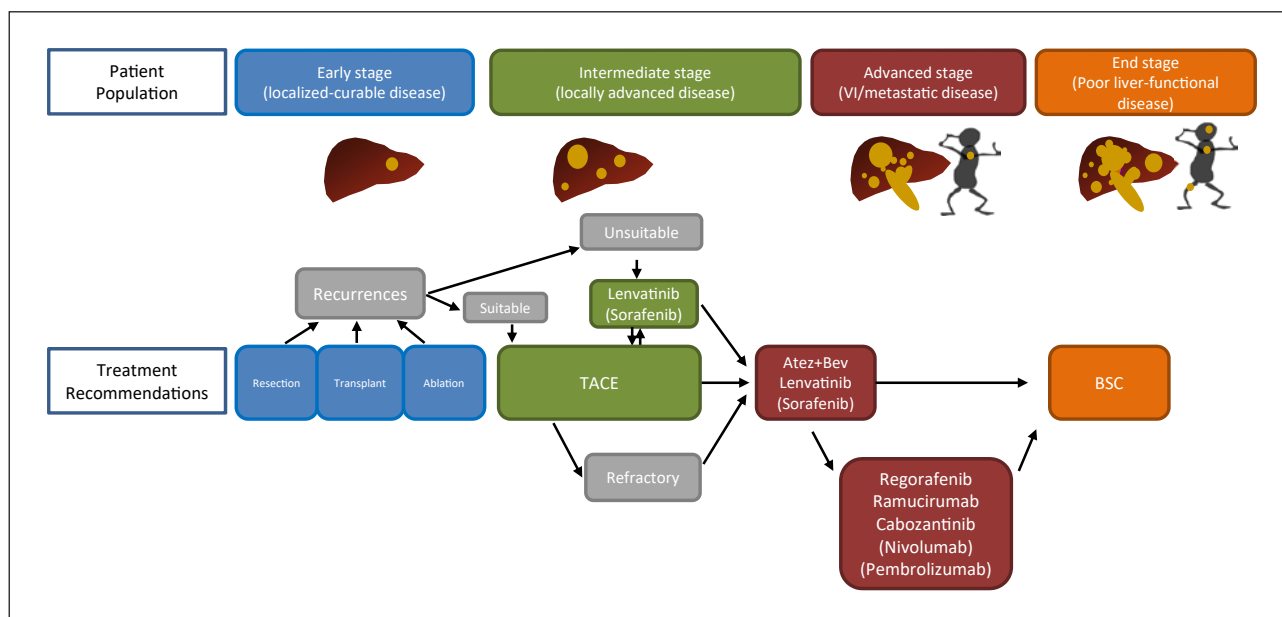 Patient
Population
Early stage
(localized-curable disease)
Intermediate stage
(locally advanced disease)
Advanced stage
(VI/metastatic disease)
End stage
(Poor liver-functional
disease)
Unsuitable
Recurrences
Suitable
Lenvatinib
(Sorafenib)
Treatment
Recommendations
Resection
Transplant
Ablation
TACE
Atez+Bev
Lenvatinib
(Sorafenib)
BSC
Refractory
Regorafenib
Ramucirumab
Cabozantinib
(Nivolumab)
(Pembrolizumab)